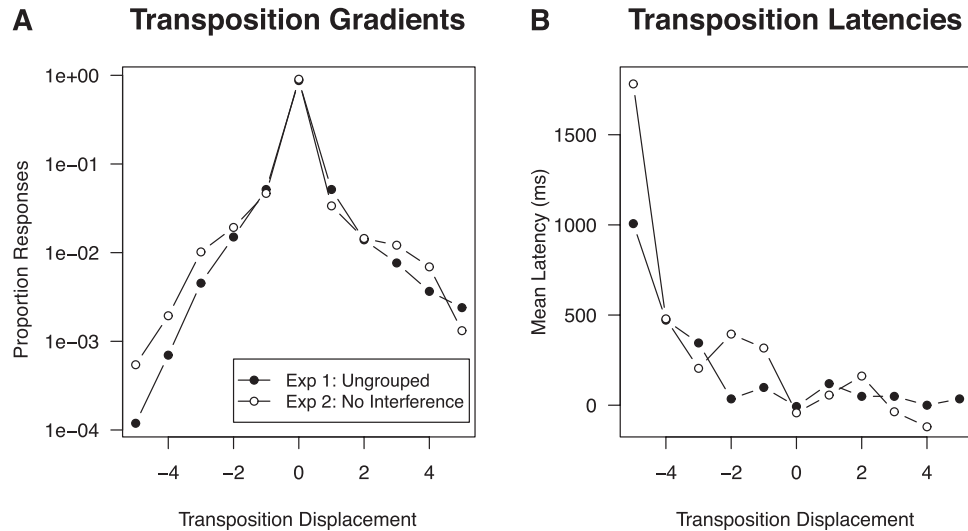 A Transposition Gradients
1e+00
1e−01
1e−02
1e−03
1e−04
Proportion Responses
Exp 1: Ungrouped
Exp 2: No Interference
−4 −2 0 2 4
Transposition Displacement
B Transposition Latencies
1500
1000
500
0
Mean Latency (ms)
−4 −2 0 2 4
Transposition Displacement